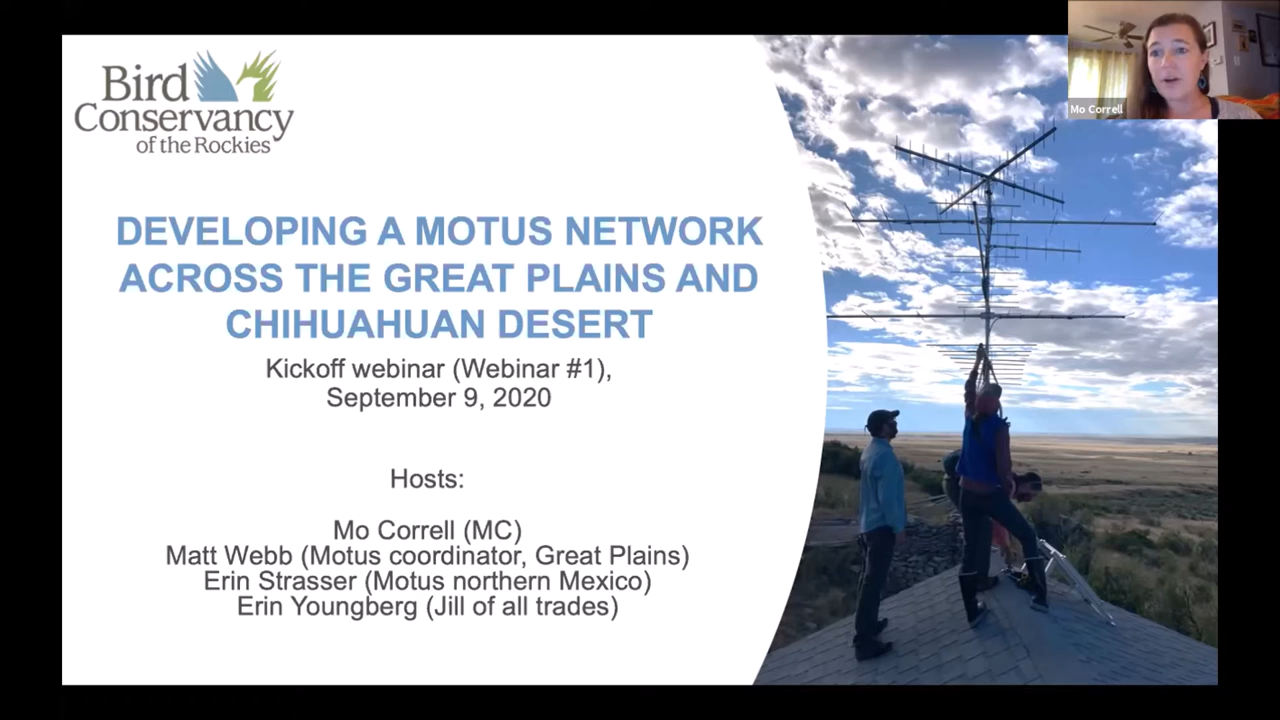 Bird
Conservancy
of the Rockies
Mo Correll
DEVELOPING A MOTUS NETWORK
ACROSS THE GREAT PLAINS AND
CHIHUAHUAN DESERT
Kickoff webinar (Webinar #1),
September 9, 2020
Hosts:
Mo Correll (MC)
Matt Webb (Motus coordinator, Great Plains)
Erin Strasser (Motus northern Mexico)
Erin Youngberg (Jill of all trades)